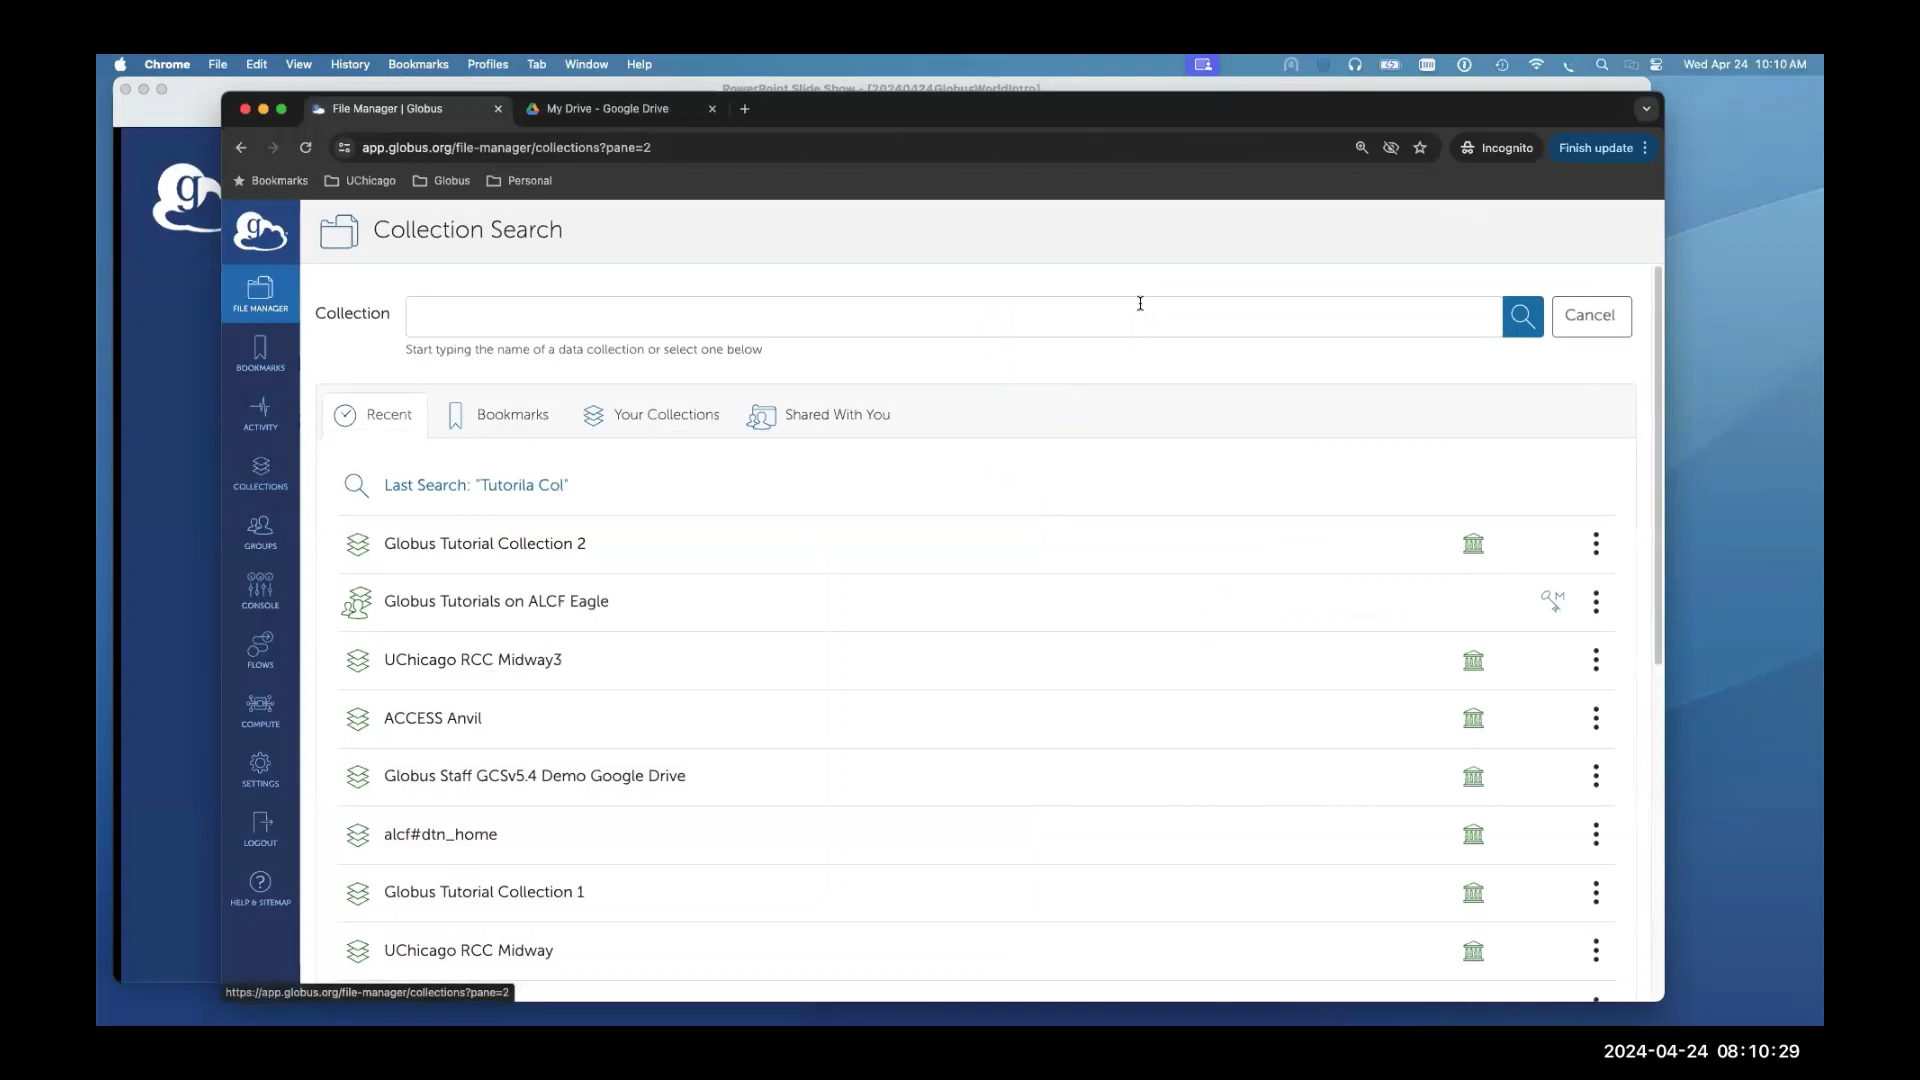 Chrome File Edit View History Bookmarks Profiles Tab Window Help Wed Apr 24 10:10 AM
PowerPoint Slide Show - [20240424GlobusWorldIntro]
File Manager | Globus My Drive - Google Drive
app.globus.org/file-manager/collections?pane=2 Incognito Finish update
Bookmarks UChicago Globus Personal
g
g
Collection Search
FILE MANAGER
BOOKMARKS
ACTIVITY
COLLECTIONS
GROUPS
CONSOLE
FLOWS
COMPUTE
SETTINGS
LOGOUT
HELP & SITEMAP
Collection Cancel
Start typing the name of a data collection or select one below
Recent Bookmarks Your Collections Shared With You
Last Search: "Tutorila Col"
Globus Tutorial Collection 2
Globus Tutorials on ALCF Eagle M
UChicago RCC Midway3
ACCESS Anvil
Globus Staff GCSv5.4 Demo Google Drive
alcf#dtn_home
Globus Tutorial Collection 1
UChicago RCC Midway
https://app.globus.org/file-manager/collections?pane=2
2024-04-24 08:10:29